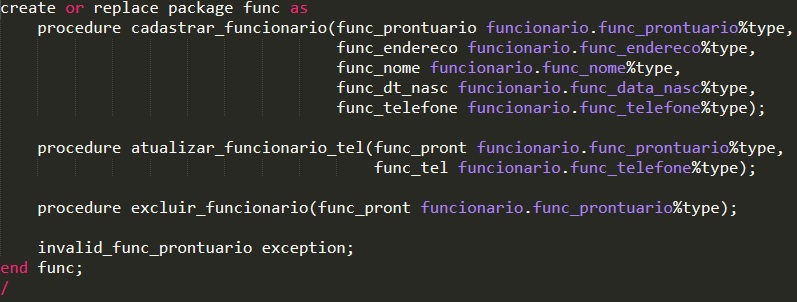 create or replace package func as
    procedure cadastrar_funcionario(func_prontuario funcionario.func_prontuario%type,
                                    func_endereco funcionario.func_endereco%type,
                                    func_nome funcionario.func_nome%type,
                                    func_dt_nasc funcionario.func_data_nasc%type,
                                    func_telefone funcionario.func_telefone%type);
    procedure atualizar_funcionario_tel(func_pront funcionario.func_prontuario%type,
                                        func_tel funcionario.func_telefone%type);
    procedure excluir_funcionario(func_pront funcionario.func_prontuario%type);
    invalid_func_prontuario exception;
end func;
/